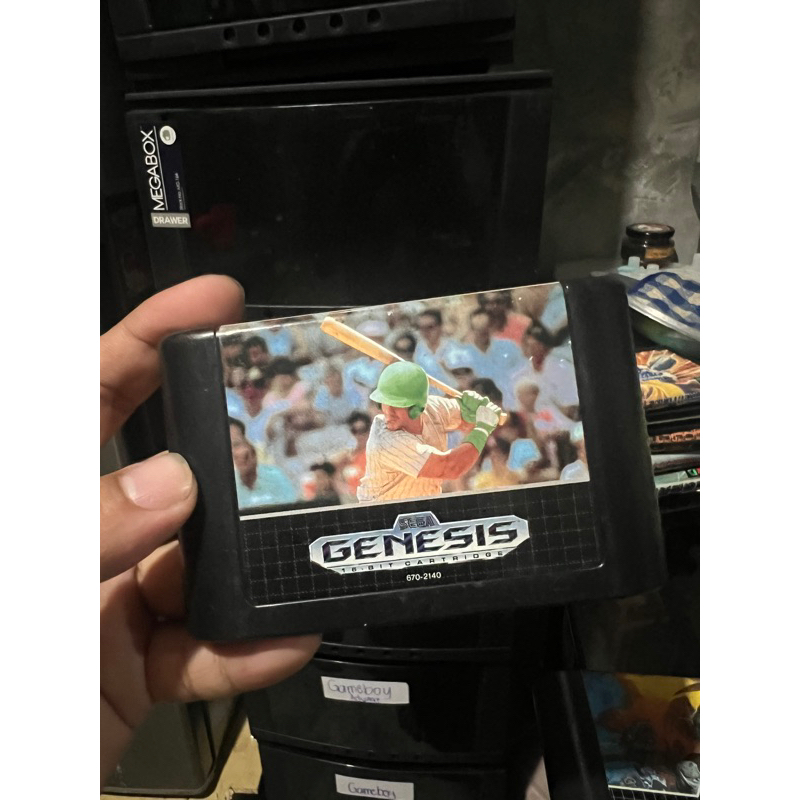 MEGABOX
DRAWER
SEGA
GENESIS
16-BIT CARTRIDGE
670-2140
Gameboy
Gameboy